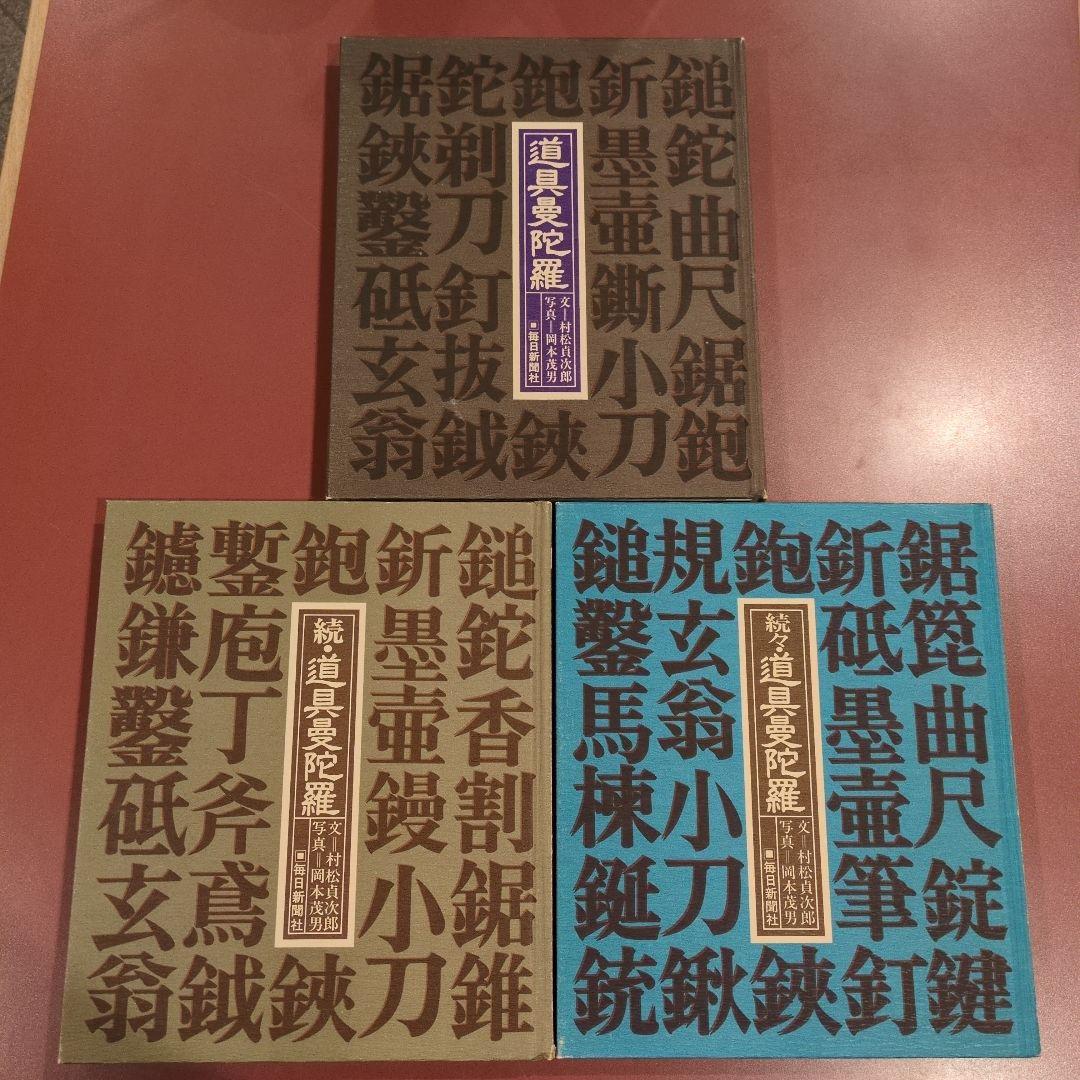 鎚鉈曲尺鋸鉋
釿墨壺鐁小刀
鉋
道具曼陀羅
文=村松貞次郎
写真=岡本茂男
毎日新聞社
鋏
鉈剃刀釘抜鉞
鋸鋏鑿砥玄翁
鎚鉈香割鋸錐
釿墨壺鏝小刀
鉋
続・道具曼陀羅
文=村松貞次郎
写真=岡本茂男
毎日新聞社
鋏
鏨庖丁斧鳶鉞
鑢鎌鑿砥玄翁
鋸箆曲尺錠鍵
釿砥墨壺筆釘
鉋
続々・道具曼陀羅
文=村松貞次郎
写真=岡本茂男
毎日新聞社
鋏
規玄翁小刀鍬
鎚鑿馬楝鋋銃